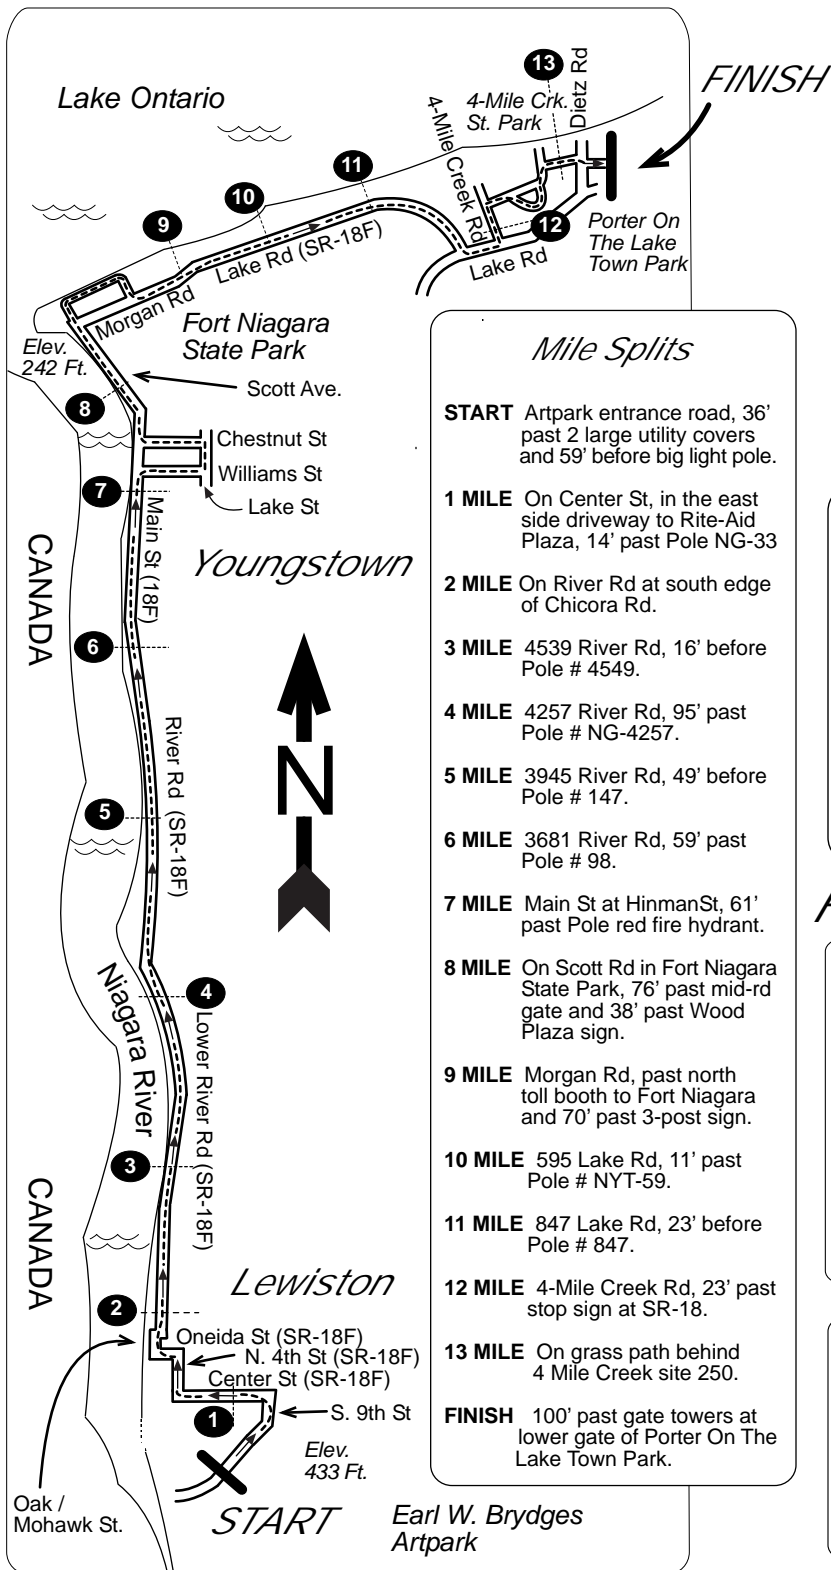 13
Dietz Rd
FINISH
Lake Ontario
4-Mile Crk.
St. Park
4-Mile Creek Rd
11
10
9
12
Porter On
The Lake
Town Park
Lake Rd (SR-18F)
Lake Rd
Morgan Rd
Fort Niagara
State Park
Elev.
242 Ft.
Scott Ave.
8
Chestnut St
Williams St
7
Lake St
Main St (18F)
CANADA
Youngstown
6
N
River Rd (SR-18F)
5
Niagara River
4
Lower River Rd (SR-18F)
3
CANADA
Lewiston
2
Oneida St (SR-18F)
N. 4th St (SR-18F)
Center St (SR-18F)
1
S. 9th St
Elev.
433 Ft.
Oak /
Mohawk St.
START
Earl W. Brydges
Artpark
Mile Splits
START Artpark entrance road, 36'
past 2 large utility covers
and 59' before big light pole.
1 MILE On Center St, in the east
side driveway to Rite-Aid
Plaza, 14' past Pole NG-33
2 MILE On River Rd at south edge
of Chicora Rd.
3 MILE 4539 River Rd, 16' before
Pole # 4549.
4 MILE 4257 River Rd, 95' past
Pole # NG-4257.
5 MILE 3945 River Rd, 49' before
Pole # 147.
6 MILE 3681 River Rd, 59' past
Pole # 98.
7 MILE Main St at HinmanSt, 61'
past Pole red fire hydrant.
8 MILE On Scott Rd in Fort Niagara
State Park, 76' past mid-rd
gate and 38' past Wood
Plaza sign.
9 MILE Morgan Rd, past north
toll booth to Fort Niagara
and 70' past 3-post sign.
10 MILE 595 Lake Rd, 11' past
Pole # NYT-59.
11 MILE 847 Lake Rd, 23' before
Pole # 847.
12 MILE 4-Mile Creek Rd, 23' past
stop sign at SR-18.
13 MILE On grass path behind
4 Mile Creek site 250.
FINISH 100' past gate towers at
lower gate of Porter On The
Lake Town Park.